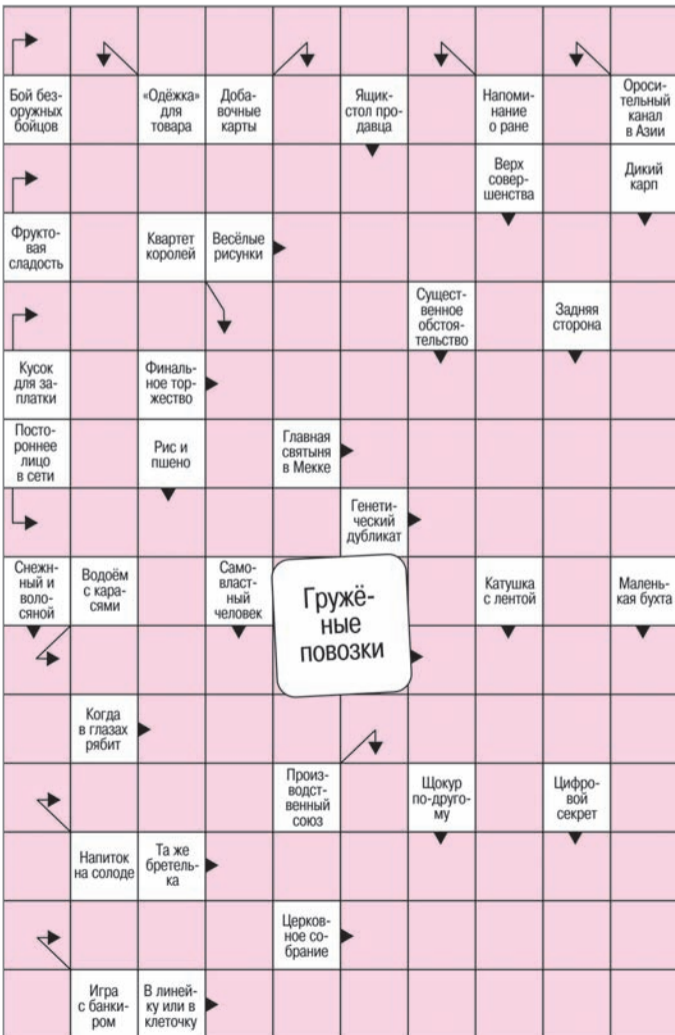 Бой без-
оружных
бойцов
«Одёжка»
для
товара
Доба-
вочные
карты
Ящик-
стол про-
давца
Напоми-
нание
о ране
Ороси-
тельный
канал
в Азии
Верх
совер-
шенства
Дикий
карп
Фрукто-
вая
сладость
Квартет
королей
Весёлые
рисунки
Сущест-
венное
обстоя-
тельство
Задняя
сторона
Кусок
для за-
платки
Финаль-
ное тор-
жество
Посто-
роннее
лицо
в сети
Рис и
пшено
Главная
святыня
в Мекке
Генети-
ческий
дубликат
Снежн-
ный и
воло-
сяной
Водоём
с кара-
сями
Само-
власт-
ный
человек
Гружё-
ные
повозки
Катушка
с лентой
Малень-
кая бухта
Когда
в глазах
рябит
Произ-
водст-
венный
союз
Щокур
по-друго-
му
Цифро-
вой
секрет
Напиток
на солоде
Та же
бретель-
ка
Церков-
ное со-
брание
Игра
с банки-
ром
В линей-
ку или в
клеточку